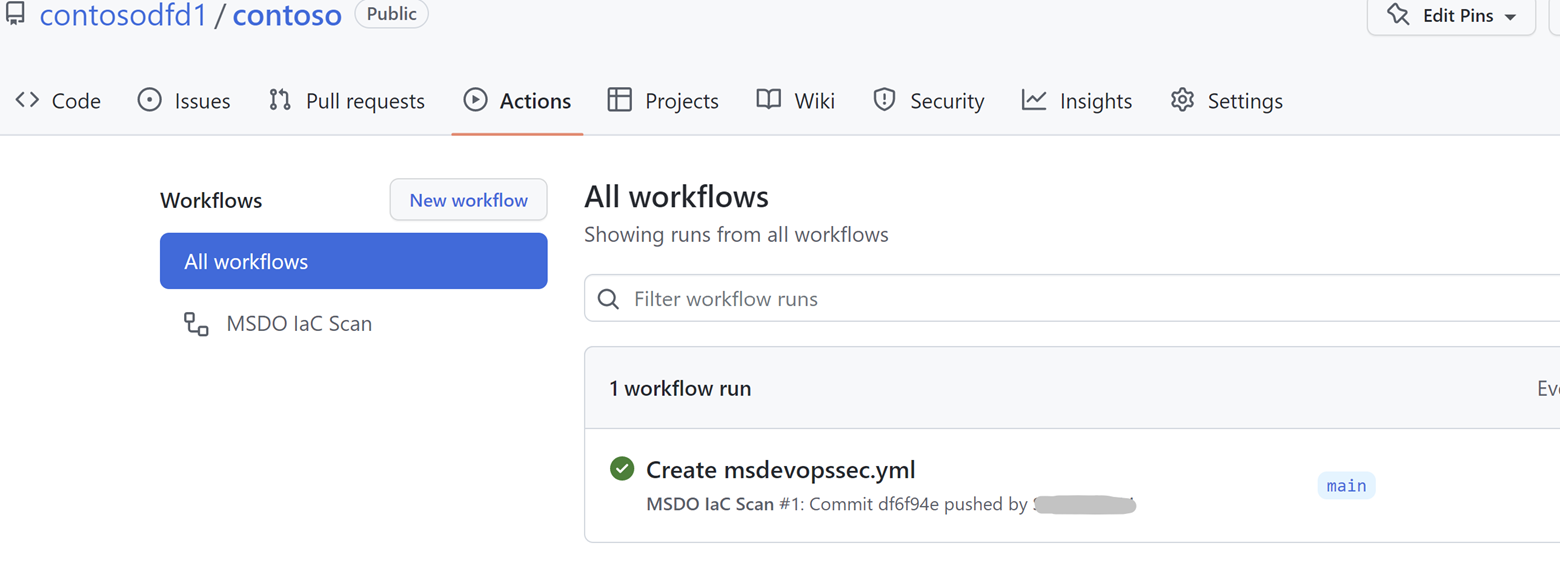 contosodfd1 / contoso Public
Edit Pins
Code Issues Pull requests Actions Projects Wiki Security Insights Settings
Workflows
New workflow
All workflows
MSDO IaC Scan
All workflows
Showing runs from all workflows
Filter workflow runs
1 workflow run
Create msdevopssec.yml
MSDO IaC Scan #1: Commit df6f94e pushed by
main